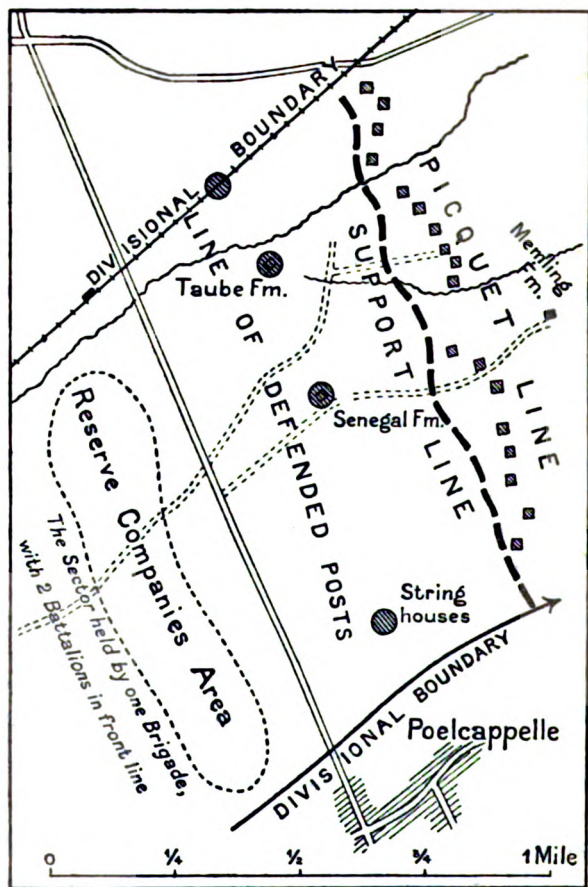 DIVISIONAL BOUNDARY
LINE OF DEFENDED POSTS
SUPPORT LINE
PICQUET LINE
Memling
Fm.
Taube Fm.
Senegal Fm.
Reserve Companies Area
The Sector held by one Brigade,
with 2 Battalions in front line
String
houses
DIVISIONAL BOUNDARY
Poelcappelle
0 1/4 1/2 3/4 1 Mile